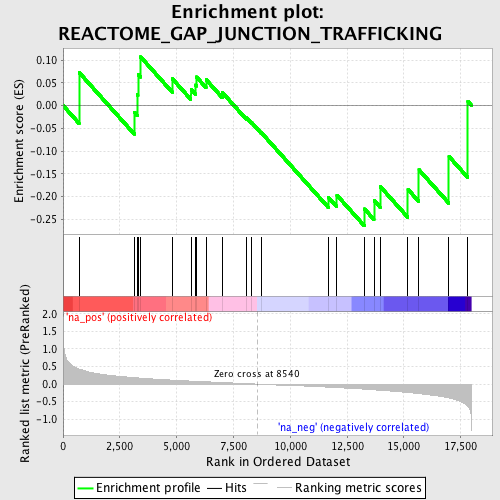 Enrichment plot:
REACTOME_GAP_JUNCTION_TRAFFICKING
Enrichment score (ES)
0.10
0.05
0.00
-0.05
-0.10
-0.15
-0.20
-0.25
'na_pos' (positively correlated)
Ranked list metric (PreRanked)
2.0
1.5
1.0
0.5
0.0
-0.5
-1.0
Zero cross at 8540
'na_neg' (negatively correlated)
0 2,500 5,000 7,500 10,000 12,500 15,000 17,500
Rank in Ordered Dataset
Enrichment profile Hits Ranking metric scores